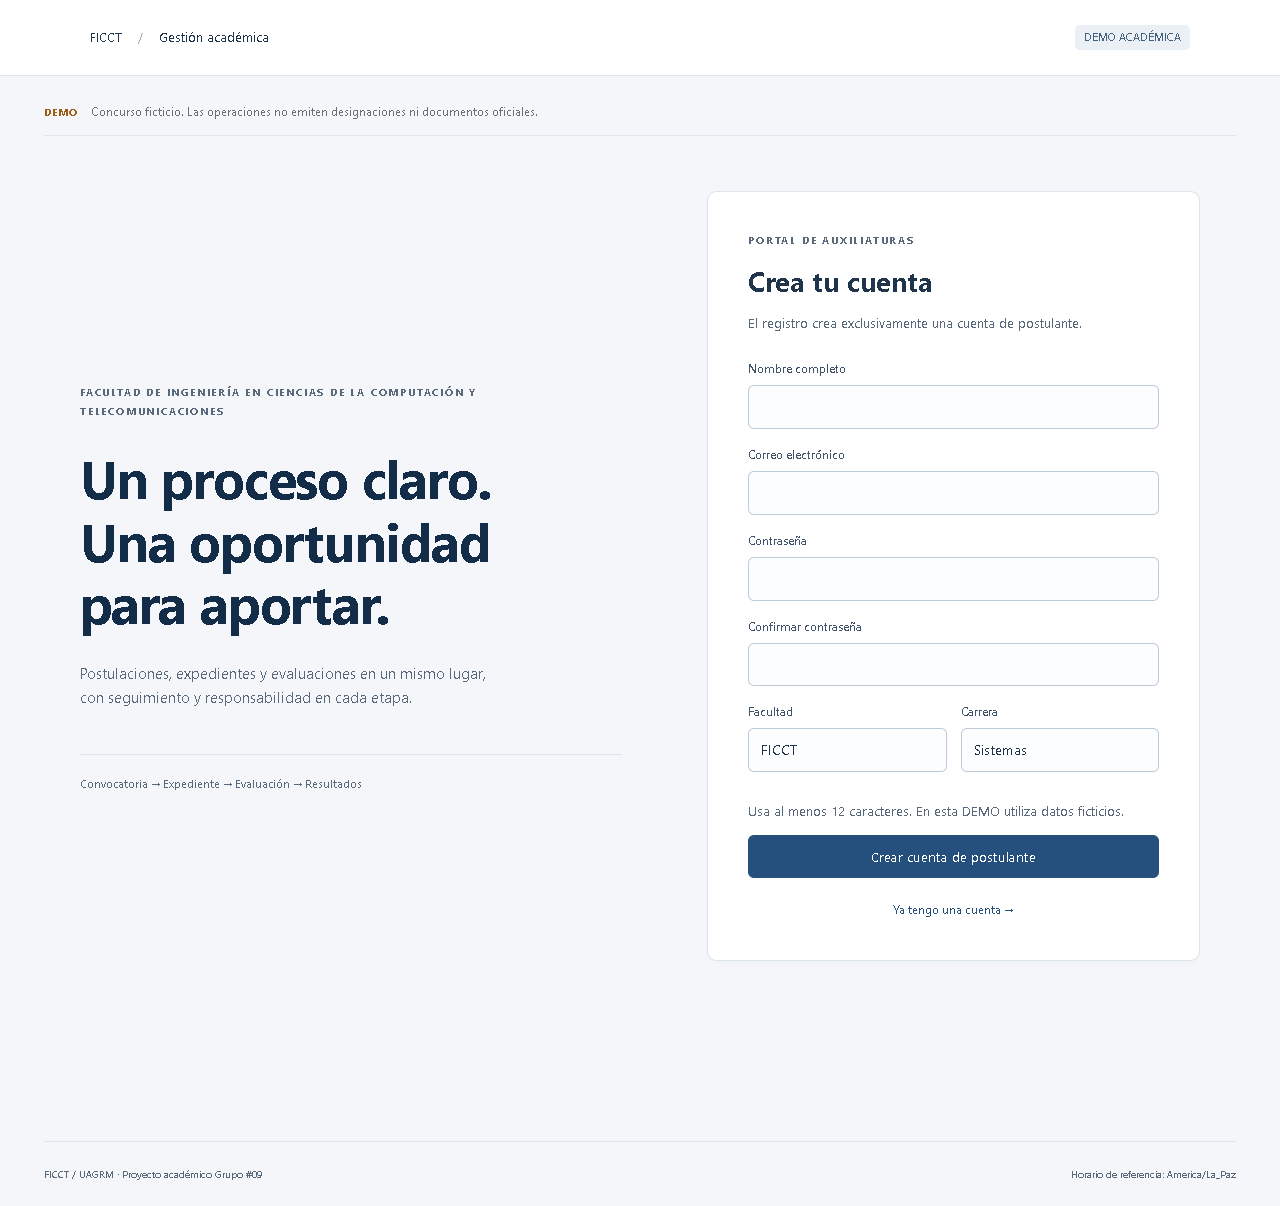 FICCT / Gestión académica
DEMO ACADÉMICA
DEMO Concurso ficticio. Las operaciones no emiten designaciones ni documentos oficiales.
FACULTAD DE INGENIERÍA EN CIENCIAS DE LA COMPUTACIÓN Y
TELECOMUNICACIONES
Un proceso claro.
Una oportunidad
para aportar.
Postulaciones, expedientes y evaluaciones en un mismo lugar,
con seguimiento y responsabilidad en cada etapa.
Convocatoria → Expediente → Evaluación → Resultados
PORTAL DE AUXILIATURAS
Crea tu cuenta
El registro crea exclusivamente una cuenta de postulante.
Nombre completo
Correo electrónico
Contraseña
Confirmar contraseña
Facultad
Carrera
FICCT
Sistemas
Usa al menos 12 caracteres. En esta DEMO utiliza datos ficticios.
Crear cuenta de postulante
Ya tengo una cuenta →
FICCT / UAGRM · Proyecto académico Grupo #09
Horario de referencia: America/La_Paz